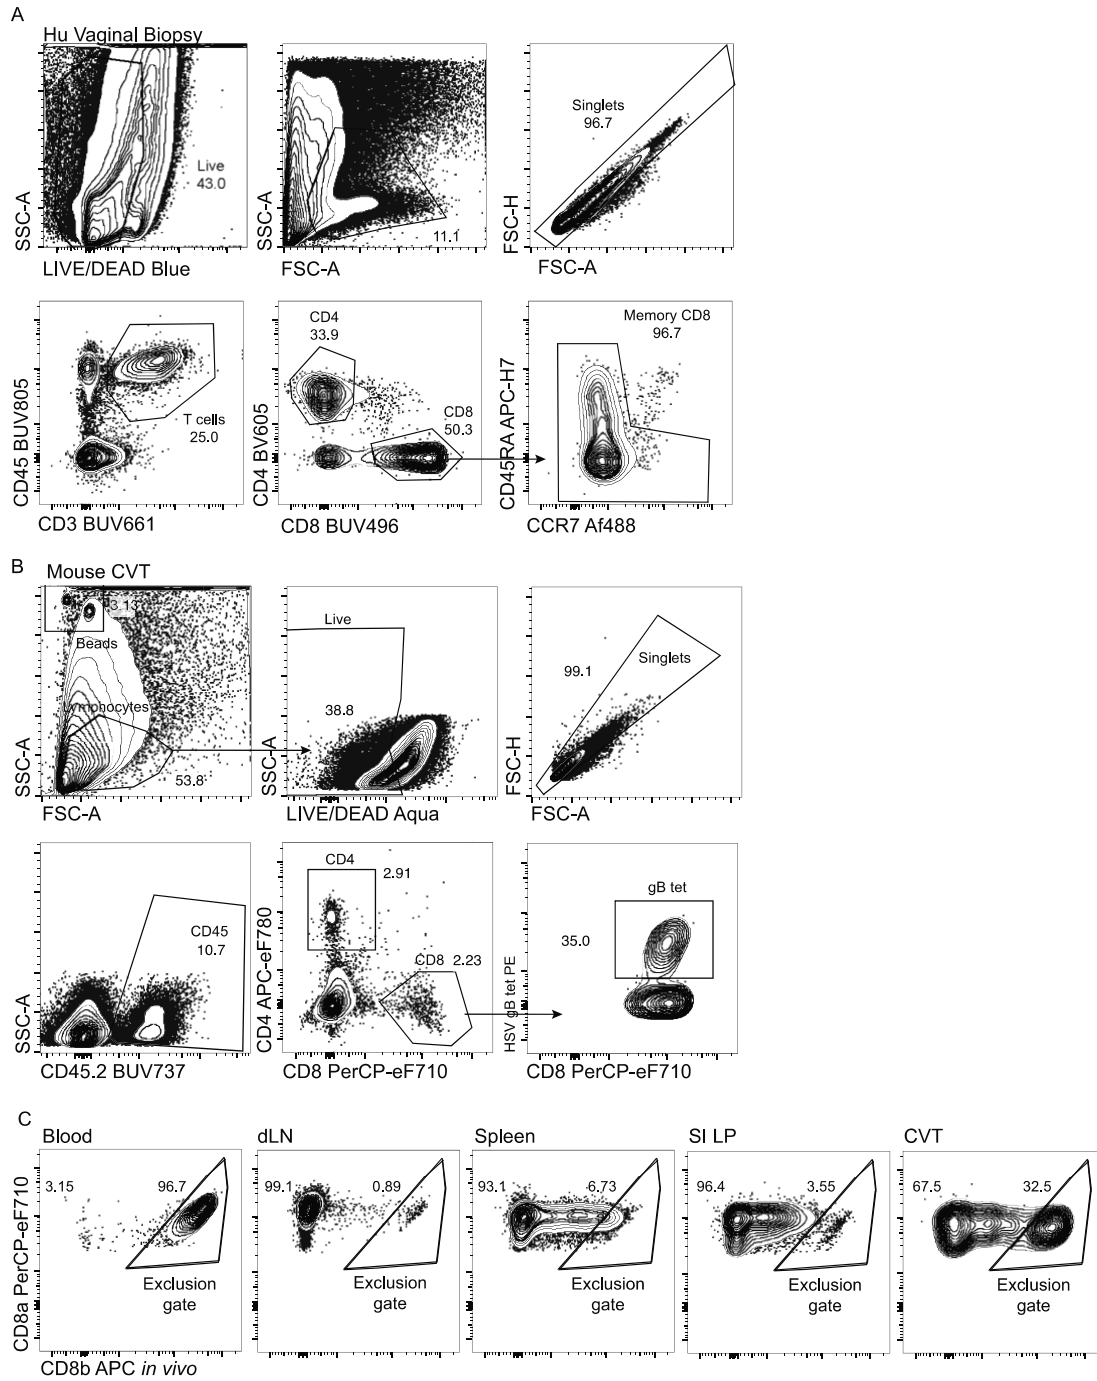 A
Hu Vaginal Biopsy
SSC-A
Live
43.0
LIVE/DEAD Blue
SSC-A
11.1
FSC-A
FSC-H
Singlets
96.7
FSC-A
CD45 BUV805
T cells
25.0
CD3 BUV661
CD4 BV605
CD4
33.9
CD8
50.3
CD8 BUV496
CD45RA APC-H7
Memory CD8
96.7
CCR7 Af488
B
Mouse CVT
SSC-A
3.13
Beads
Lymphocytes
53.8
FSC-A
SSC-A
Live
38.8
LIVE/DEAD Aqua
FSC-H
99.1
Singlets
FSC-A
SSC-A
CD45
10.7
CD45.2 BUV737
CD4 APC-eF780
CD4
2.91
CD8 2.23
CD8 PerCP-eF710
HSV gB tet PE
gB tet
35.0
CD8 PerCP-eF710
C
CD8a PerCP-eF710
Blood
3.15 96.7
Exclusion
gate
CD8b APC in vivo
dLN
99.1 0.89
Exclusion
gate
Spleen
93.1 6.73
Exclusion
gate
SI LP
96.4 3.55
Exclusion
gate
CVT
67.5 32.5
Exclusion
gate